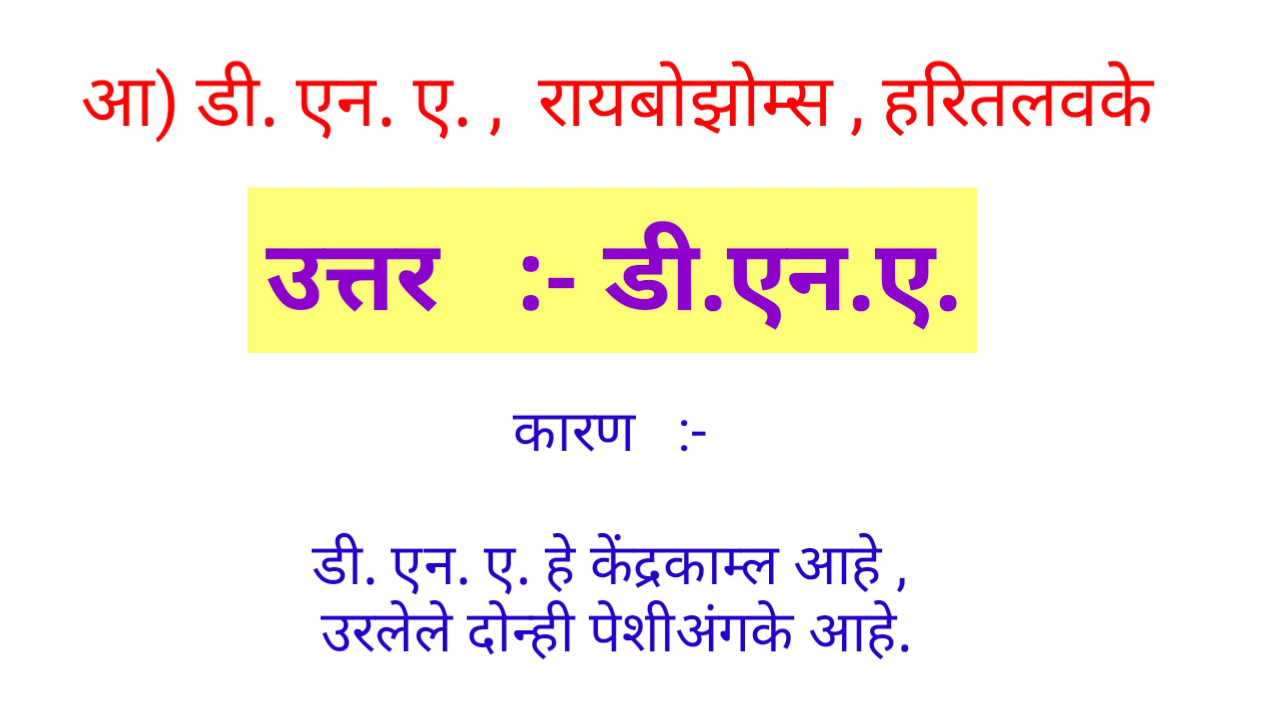 आ) डी. एन. ए. , रायबोझोम्स , हरितलवके
उत्तर :- डी.एन.ए.
कारण :-
डी. एन. ए. हे केंद्रकाम्ल आहे ,
उरलेले दोन्ही पेशीअंगके आहे.